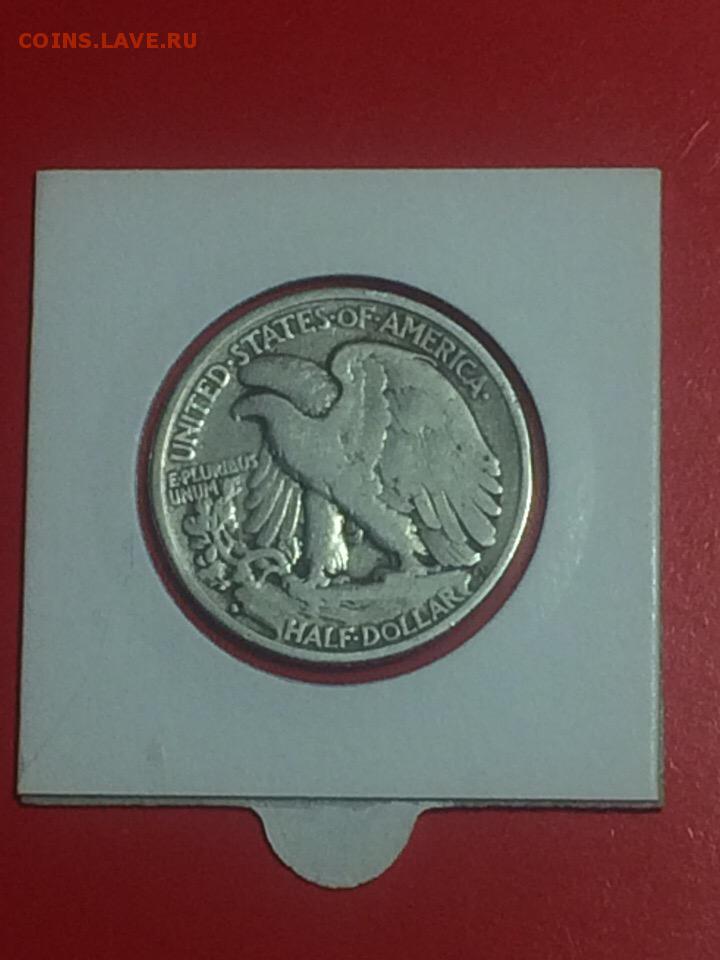 COINS.LAVE.RU
UNITED·STATES·OF·AMERICA·
E·PLURIBUS
UNUM
HALF·DOLLAR